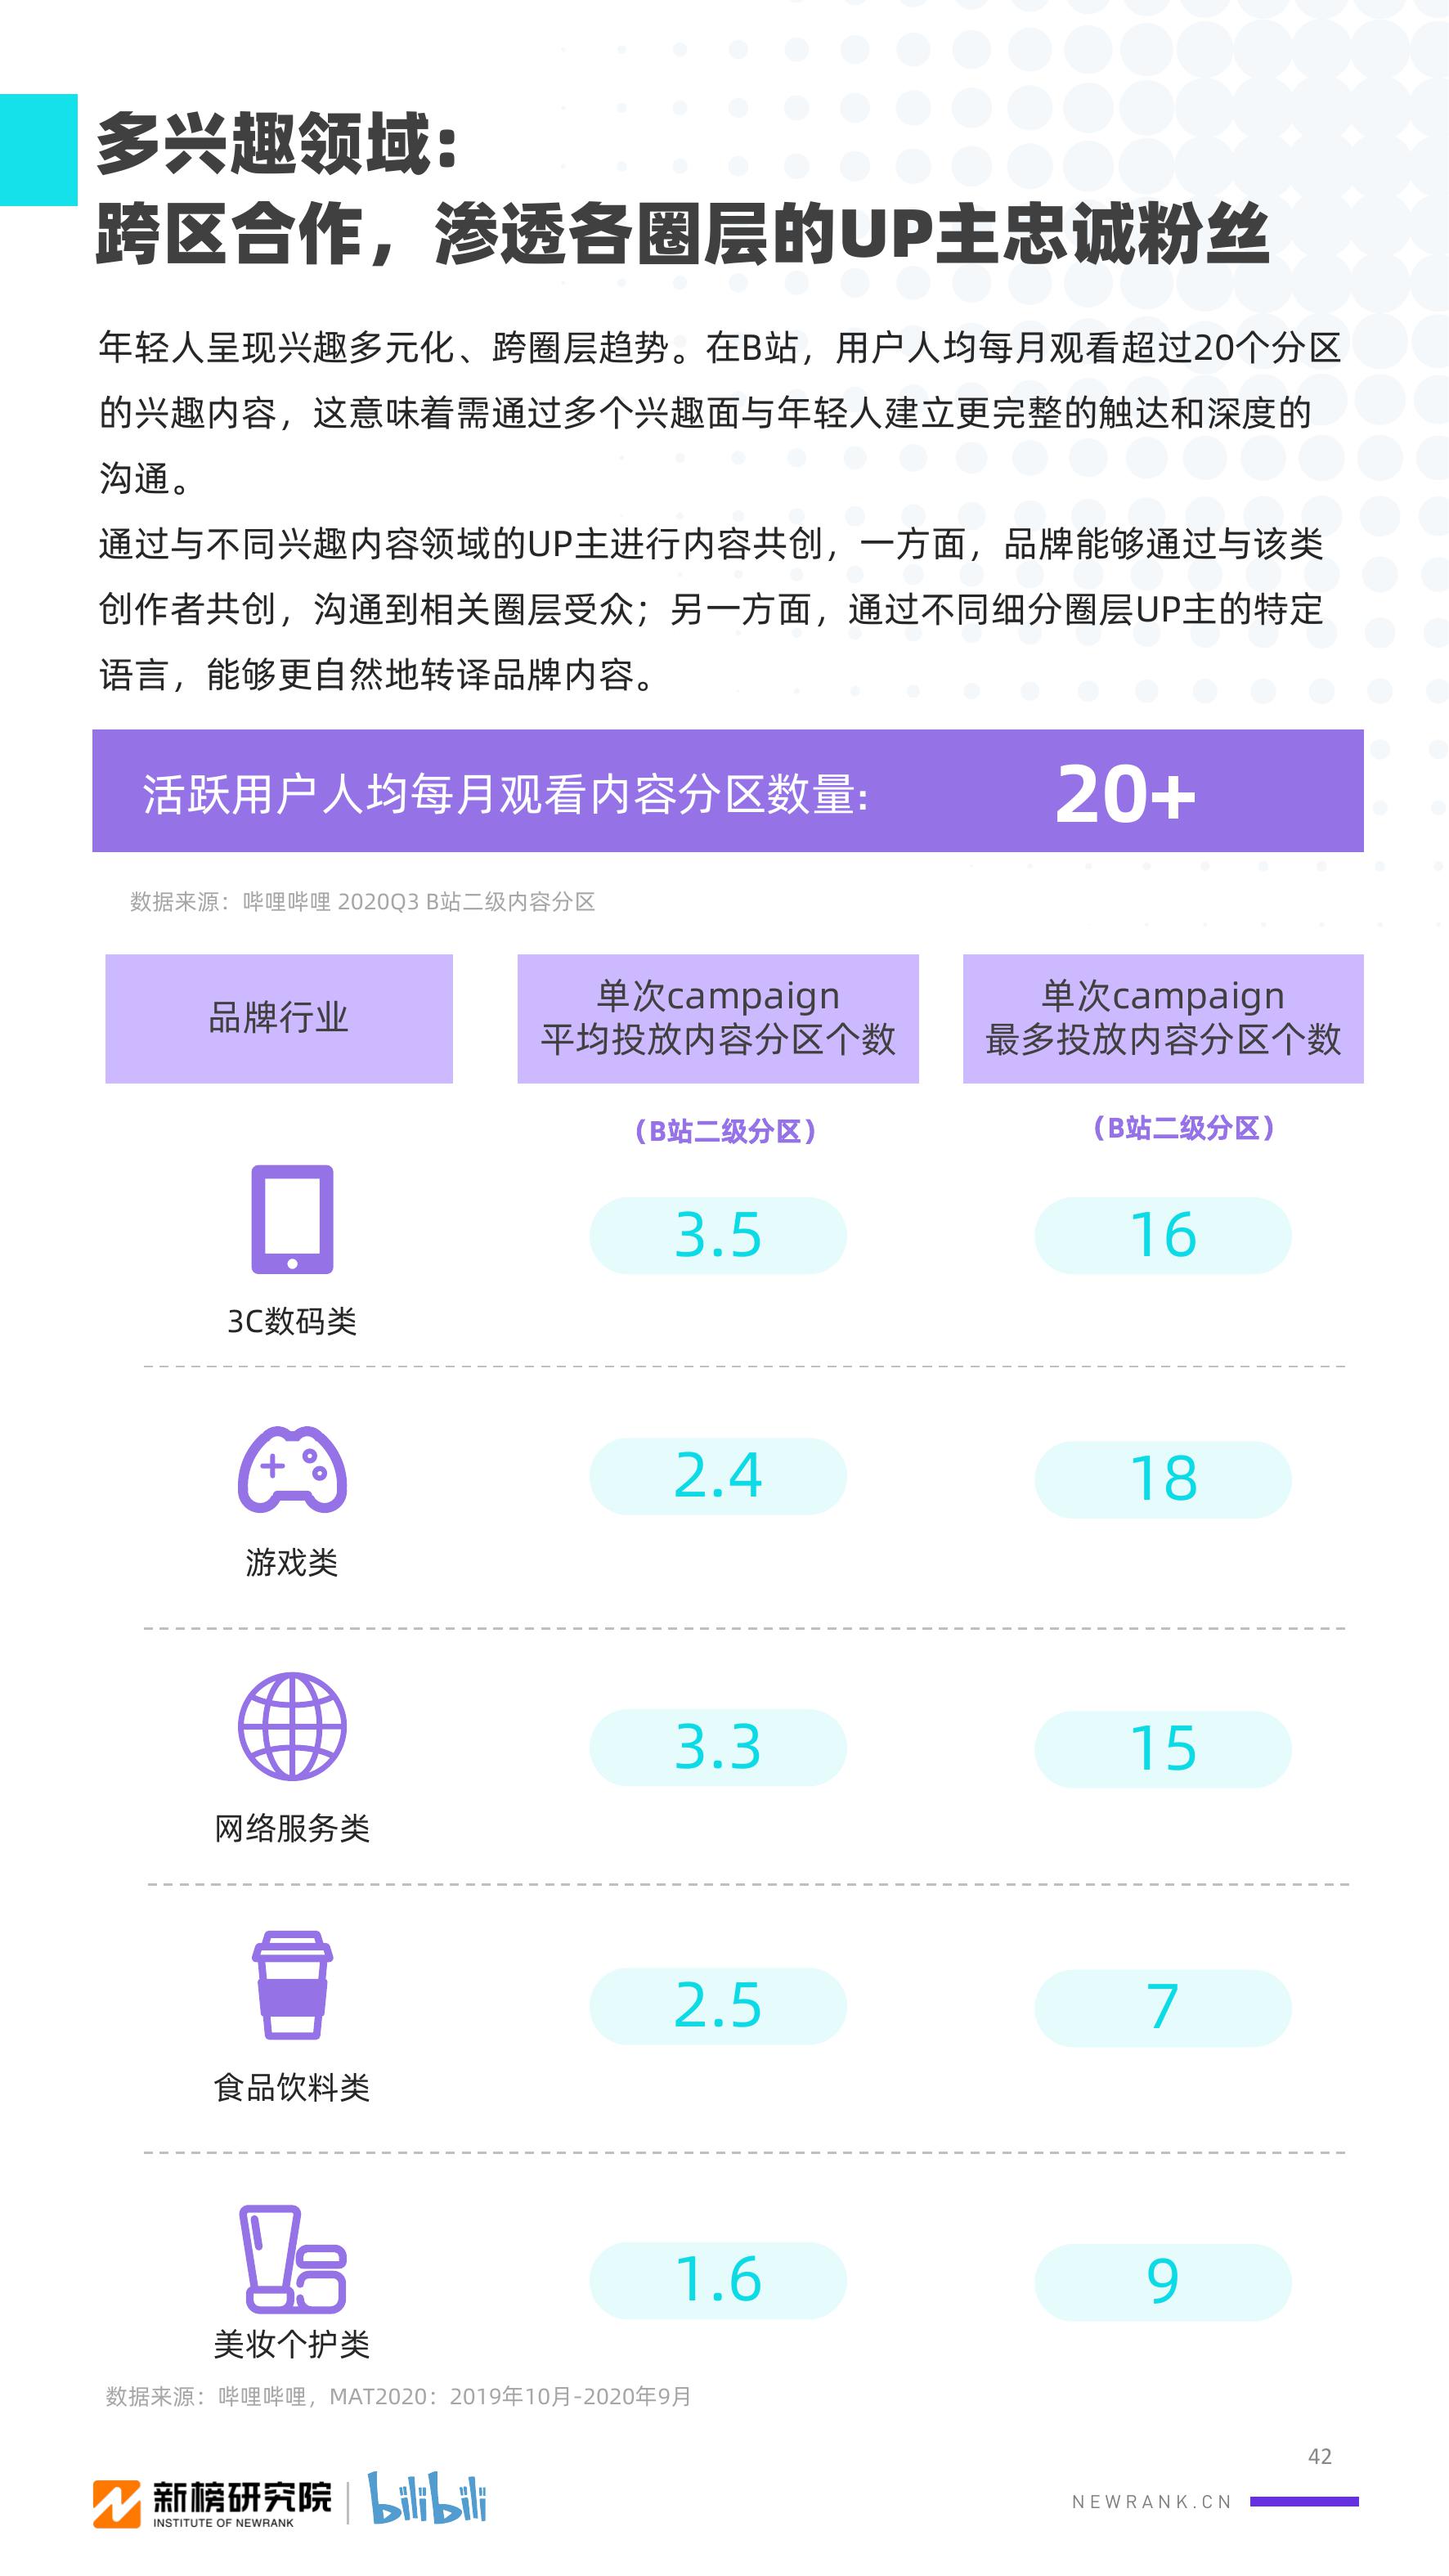 多兴趣领域:
跨区合作，渗透各圈层的UP主忠诚粉丝
年轻人呈现兴趣多元化、跨圈层趋势。在B站，用户人均每月观看超过20个分区
的兴趣内容，这意味着需通过多个兴趣面与年轻人建立更完整的触达和深度的
沟通。
通过与不同兴趣内容领域的UP主进行内容共创，一方面，品牌能够通过与该类
创作者共创，沟通到相关圈层受众；另一方面，通过不同细分圈层UP主的特定
语言，能够更自然地转译品牌内容。
活跃用户人均每月观看内容分区数量: 20+
数据来源：哔哩哔哩 2020Q3 B站二级内容分区
品牌行业
单次campaign
平均投放内容分区个数
单次campaign
最多投放内容分区个数
（B站二级分区） （B站二级分区）
3.5 16
3C数码类
2.4 18
游戏类
3.3 15
网络服务类
2.5 7
食品饮料类
1.6 9
美妆个护类
数据来源：哔哩哔哩，MAT2020：2019年10月-2020年9月
42
新榜研究院
INSTITUTE OF NEWRANK
bilibili
NEWRANK.CN